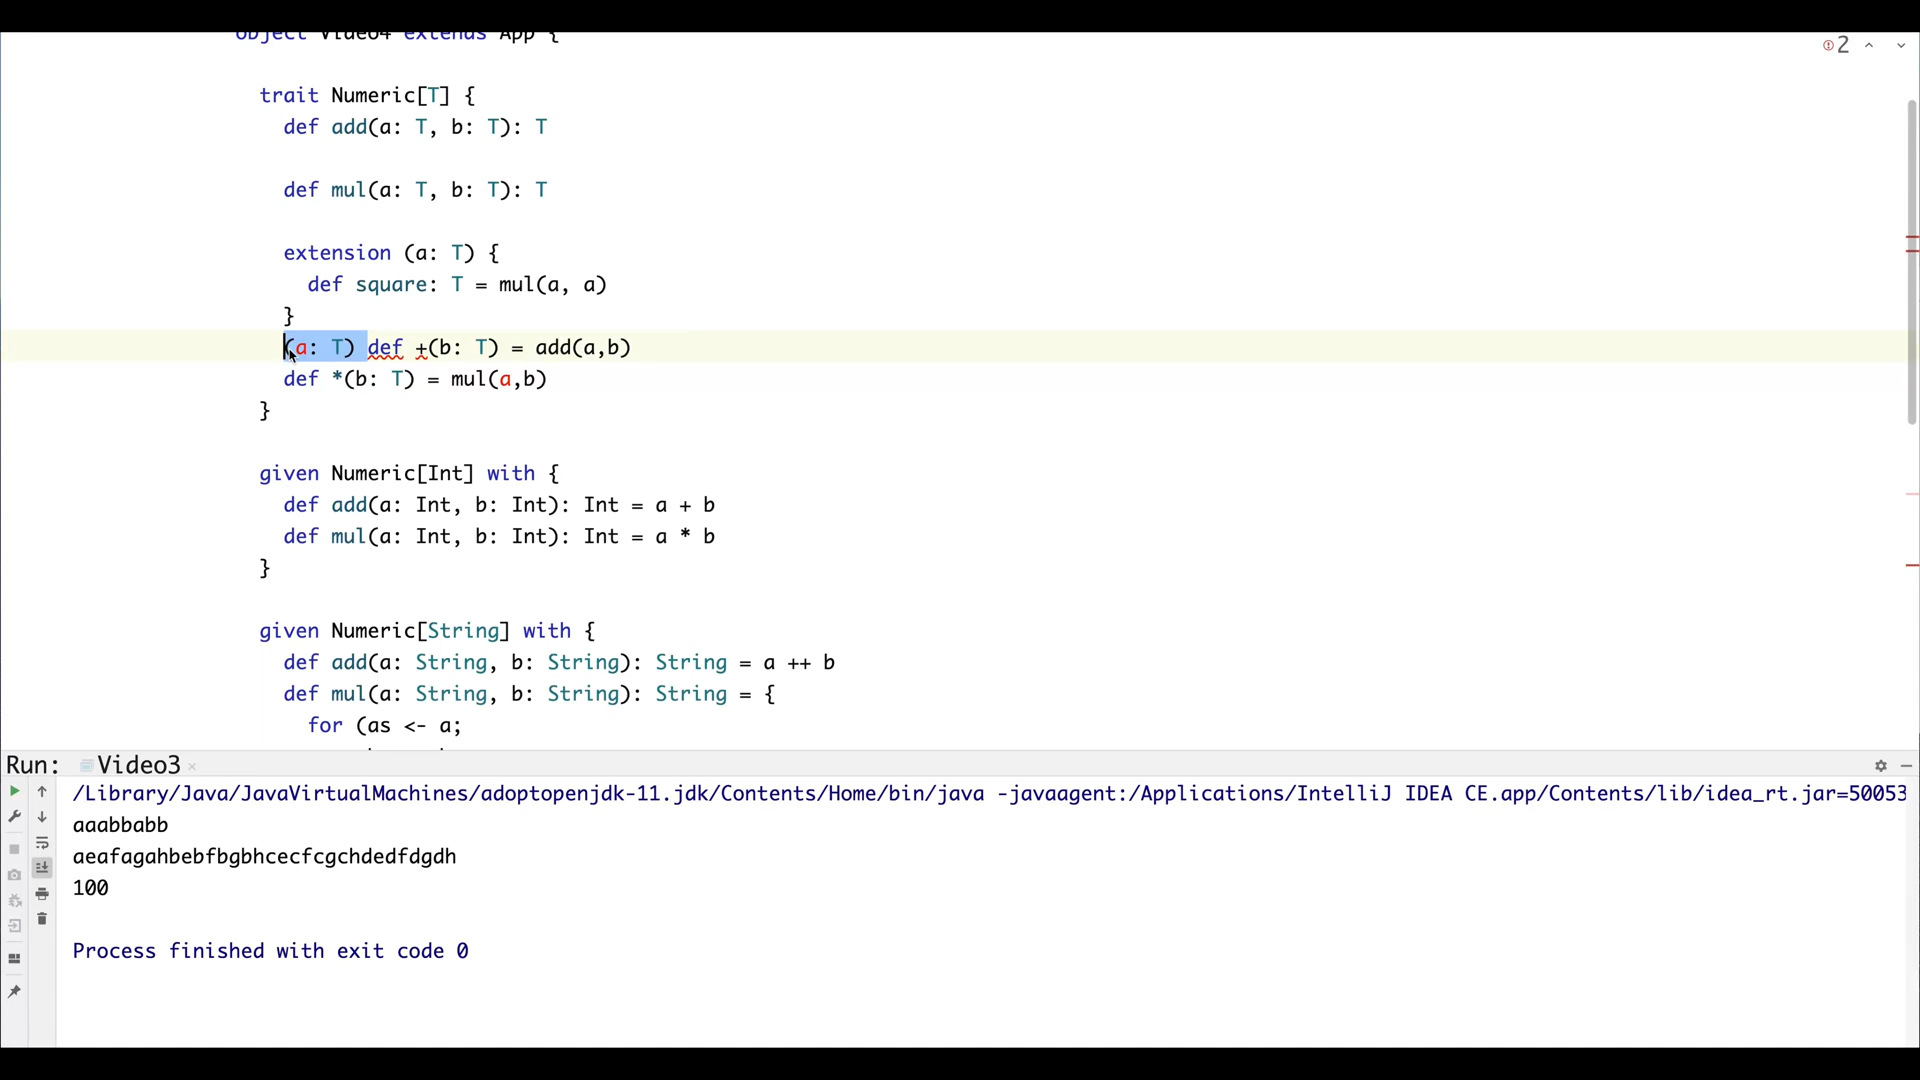 object Video4 extends App {
2
trait Numeric[T] {
def add(a: T, b: T): T
def mul(a: T, b: T): T
extension (a: T) {
def square: T = mul(a, a)
}
(a: T) def +(b: T) = add(a,b)
def *(b: T) = mul(a,b)
}
given Numeric[Int] with {
def add(a: Int, b: Int): Int = a + b
def mul(a: Int, b: Int): Int = a * b
}
given Numeric[String] with {
def add(a: String, b: String): String = a ++ b
def mul(a: String, b: String): String = {
for (as <- a;
Run: Video3
/Library/Java/JavaVirtualMachines/adoptopenjdk-11.jdk/Contents/Home/bin/java -javaagent:/Applications/IntelliJ IDEA CE.app/Contents/lib/idea_rt.jar=50053
aaabbabb
aeafagahbebfbgbhcecfcgchdedfdgdh
100
Process finished with exit code 0